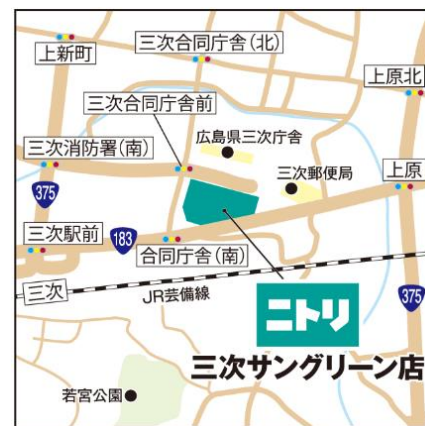 上新町
三次合同庁舎(北)
上原北
三次合同庁舎前
広島県三次庁舎
三次消防署(南)
三次郵便局
上原
375
183
三次駅前
合同庁舎(南)
三次
JR芸備線
375
ニトリ
三次サングリーン店
若宮公園